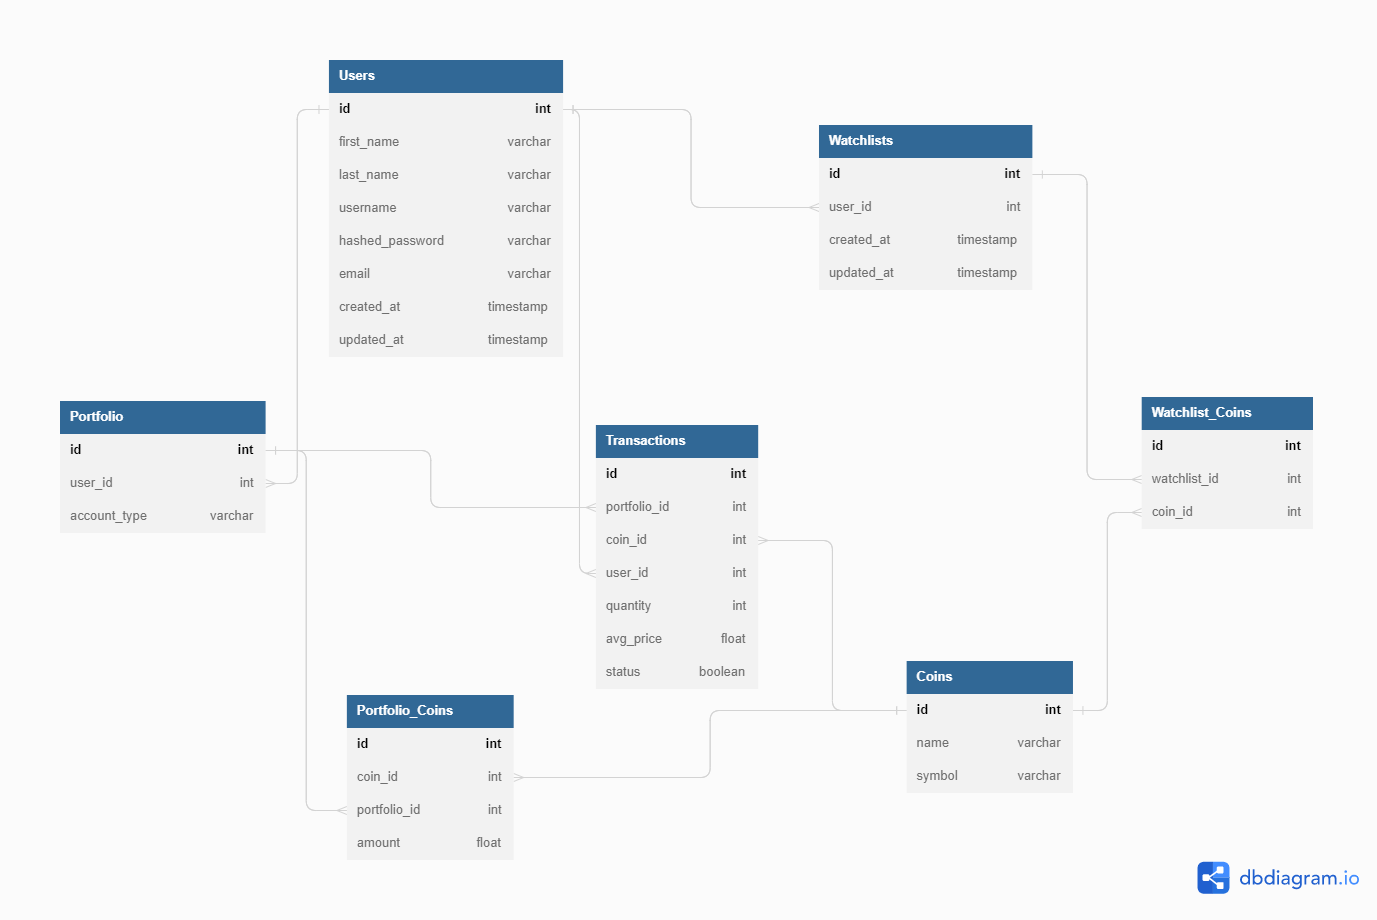 Users
id int
first_name varchar
last_name varchar
username varchar
hashed_password varchar
email varchar
created_at timestamp
updated_at timestamp
Watchlists
id int
user_id int
created_at timestamp
updated_at timestamp
Portfolio
id int
user_id int
account_type varchar
Transactions
id int
portfolio_id int
coin_id int
user_id int
quantity int
avg_price float
status boolean
Watchlist_Coins
id int
watchlist_id int
coin_id int
Portfolio_Coins
id int
coin_id int
portfolio_id int
amount float
Coins
id int
name varchar
symbol varchar
dbdiagram.io